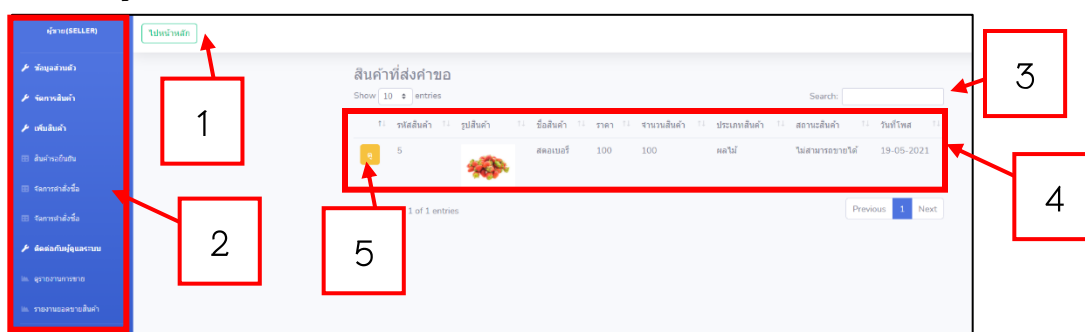 ผู้ขาย(SELLER)
ไปหน้าหลัก
ข้อมูลส่วนตัว
จัดการสินค้า
เพิ่มสินค้า
สินค้ารอยืนยัน
จัดการคำสั่งซื้อ
จัดการคำสั่งซื้อ
ติดต่อกับผู้ดูแลระบบ
ดูรายงานการขาย
รายงานยอดขายสินค้า
สินค้าที่ส่งคำขอ
Show 10 entries
Search:
รหัสสินค้า รูปสินค้า ชื่อสินค้า ราคา จำนวนสินค้า ประเภทสินค้า สถานะสินค้า วันที่โพส
ดู 5 สตอเบอรี่ 100 100 ผลไม้ ไม่สามารถขายได้ 19-05-2021
1 of 1 entries
Previous 1 Next
1
2
3
4
5